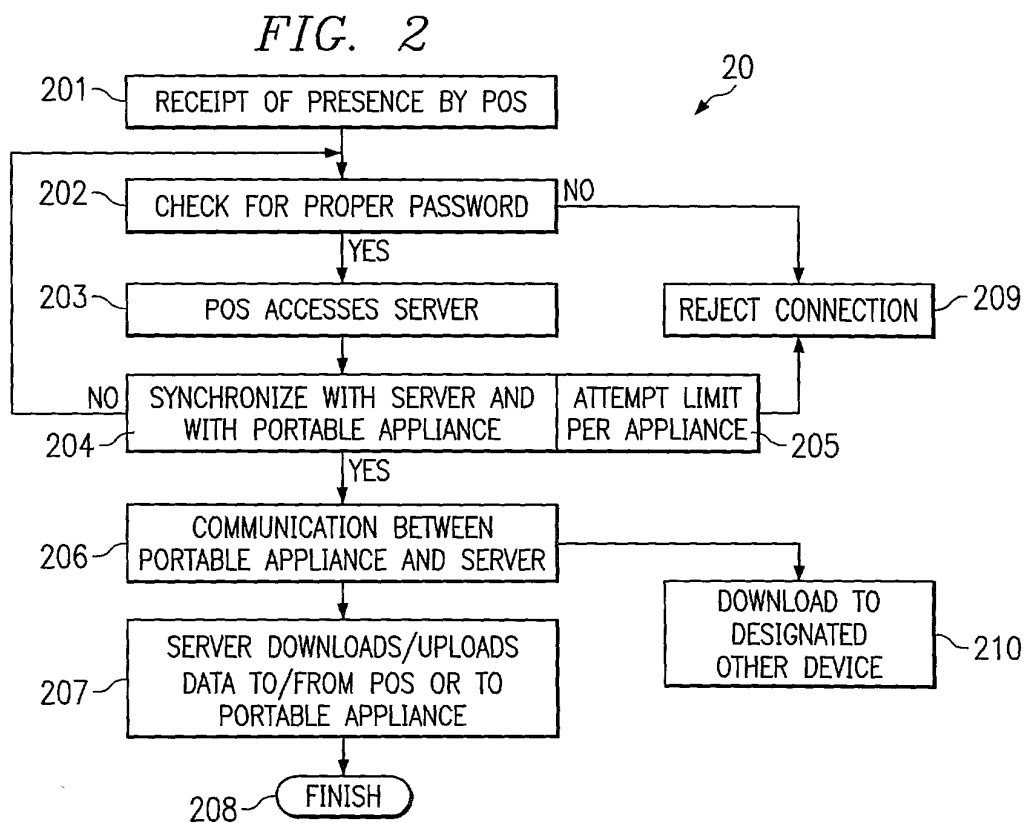 FIG. 2
20
201
RECEIPT OF PRESENCE BY POS
202
CHECK FOR PROPER PASSWORD
NO
YES
203
POS ACCESSES SERVER
REJECT CONNECTION
209
NO
SYNCHRONIZE WITH SERVER AND
WITH PORTABLE APPLIANCE
204
ATTEMPT LIMIT
PER APPLIANCE
205
YES
206
COMMUNICATION BETWEEN
PORTABLE APPLIANCE AND SERVER
DOWNLOAD TO
DESIGNATED
OTHER DEVICE
210
207
SERVER DOWNLOADS/UPLOADS
DATA TO/FROM POS OR TO
PORTABLE APPLIANCE
208
FINISH